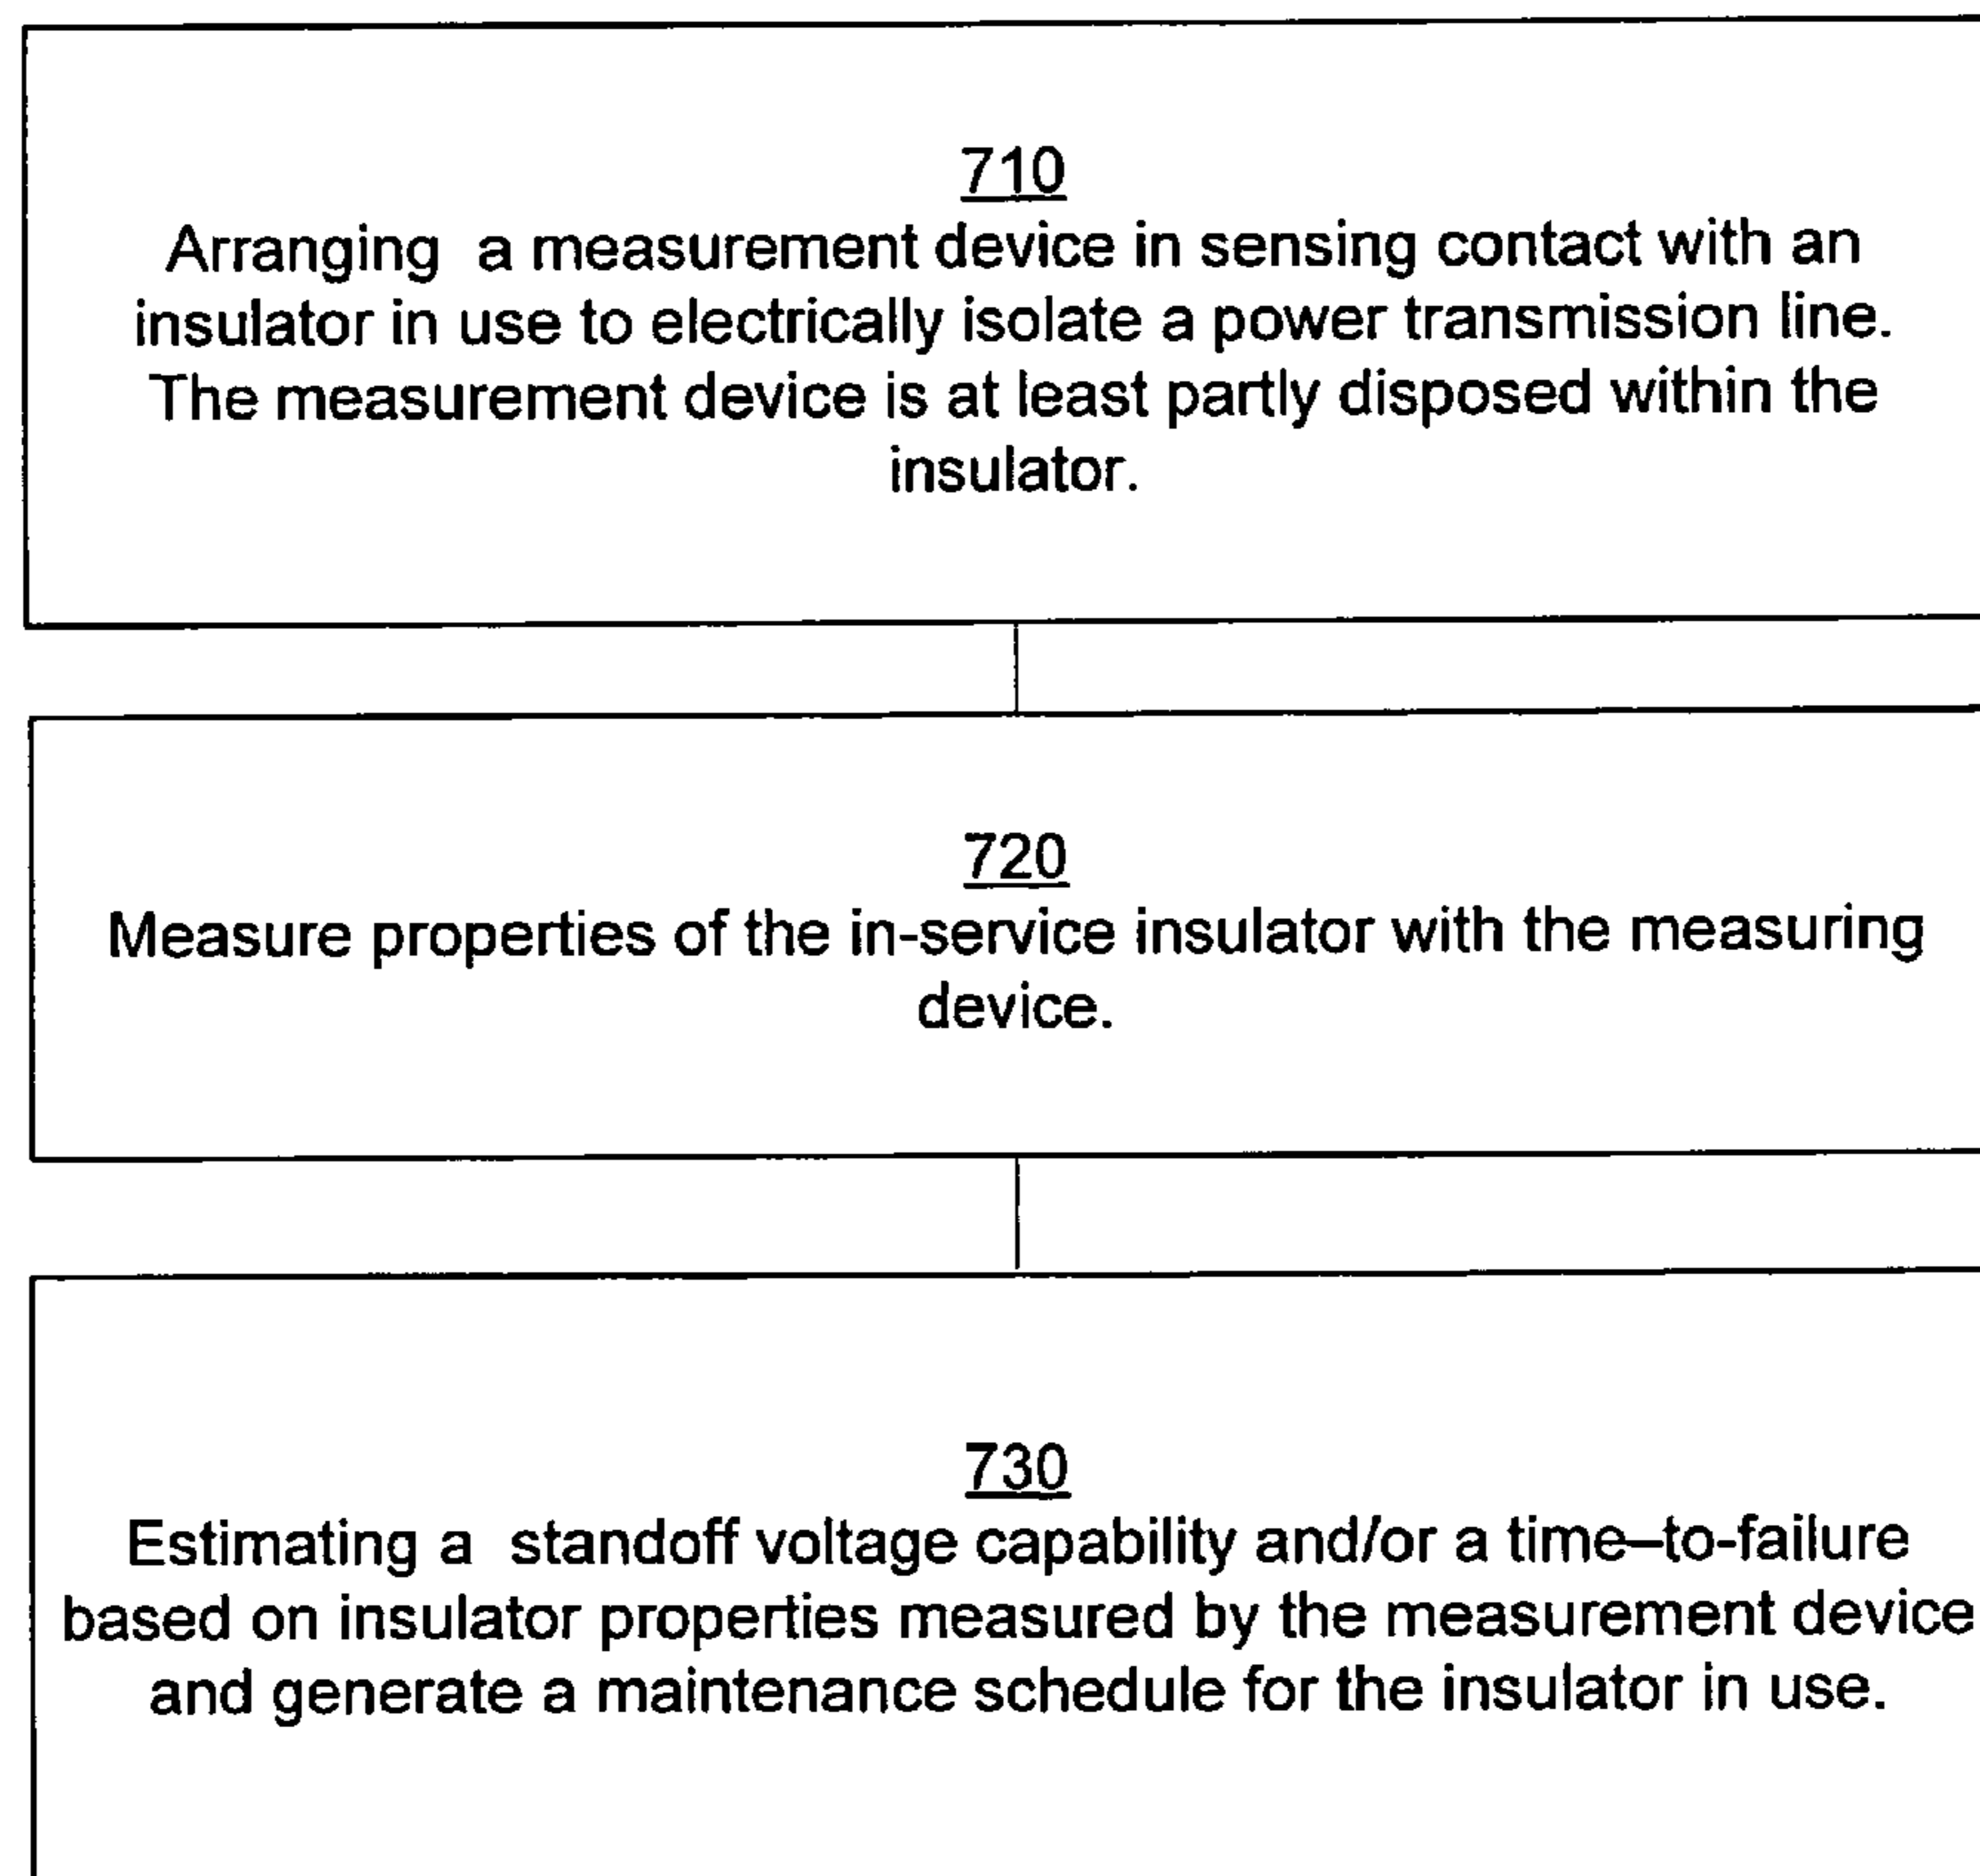 710
Arranging a measurement device in sensing contact with an
insulator in use to electrically isolate a power transmission line.
The measurement device is at least partly disposed within the
insulator.
720
Measure properties of the in-service insulator with the measuring
device.
730
Estimating a standoff voltage capability and/or a time–to-failure
based on insulator properties measured by the measurement device
and generate a maintenance schedule for the insulator in use.